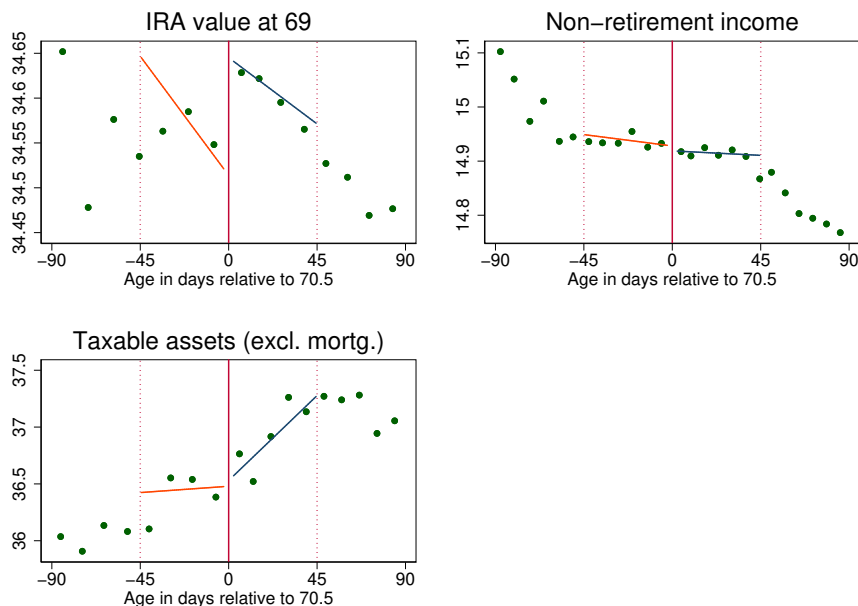 IRA value at 69
34.65
34.6
34.55
34.5
34.45
−90 −45 0 45 90
Age in days relative to 70.5
Non−retirement income
15.1
15
14.9
14.8
−90 −45 0 45 90
Age in days relative to 70.5
Taxable assets (excl. mortg.)
37.5
37
36.5
36
−90 −45 0 45 90
Age in days relative to 70.5